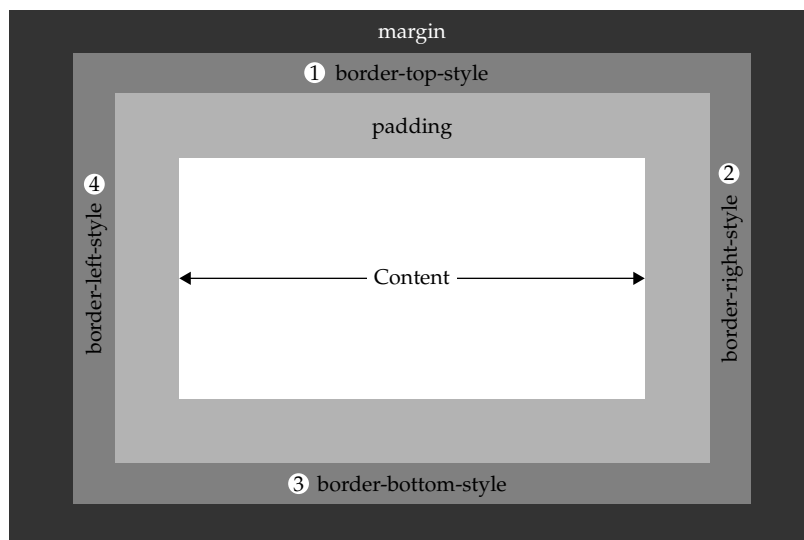 margin
1 border-top-style
padding
4 border-left-style
2 border-right-style
Content
3 border-bottom-style